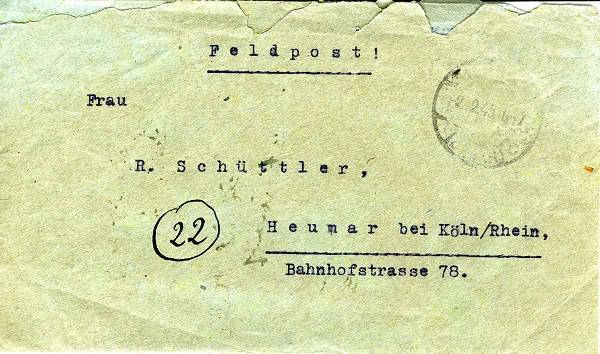 Feldpost!
Frau
R. Schüttler,
22
Heumar bei Köln/Rhein,
Bahnhofstrasse 78.